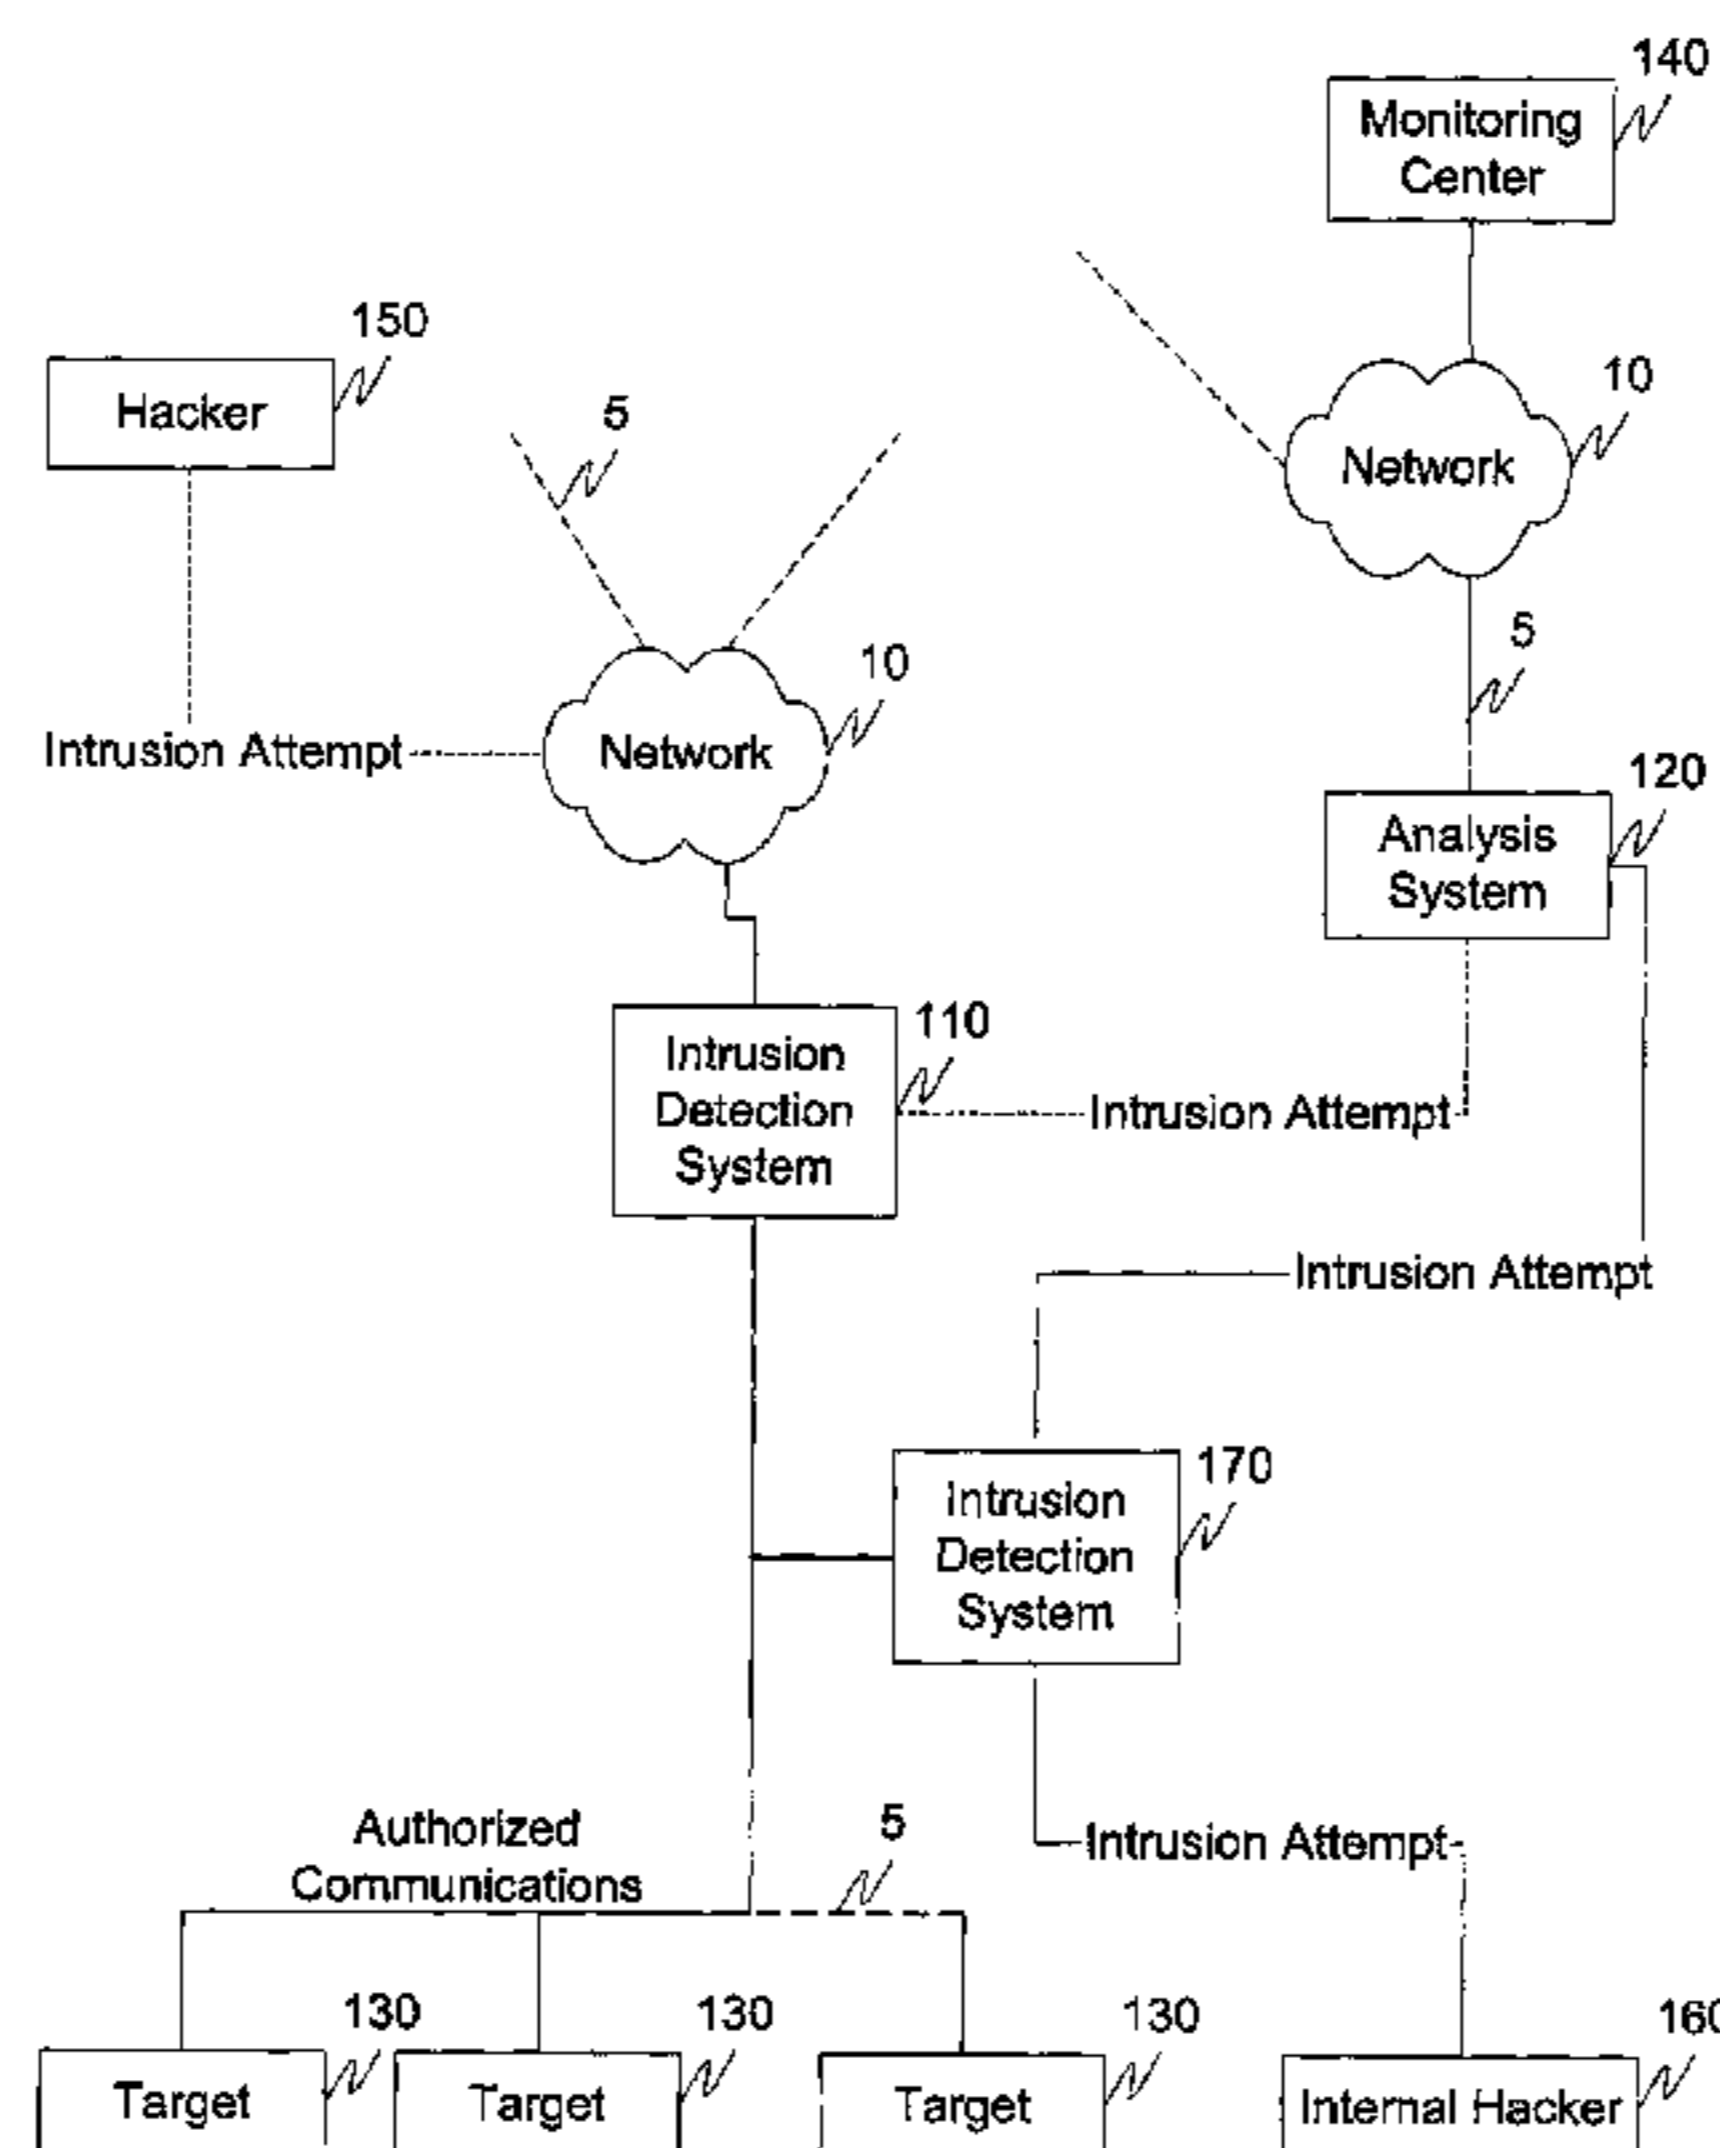 140
Monitoring
Center
150
Hacker
5
10
Network
5
10
Network
Intrusion Attempt
120
Analysis
System
110
Intrusion
Detection
System
Intrusion Attempt
Intrusion Attempt
170
Intrusion
Detection
System
Authorized
Communications
5
Intrusion Attempt
130
130
130
160
Target
Target
Target
Internal Hacker